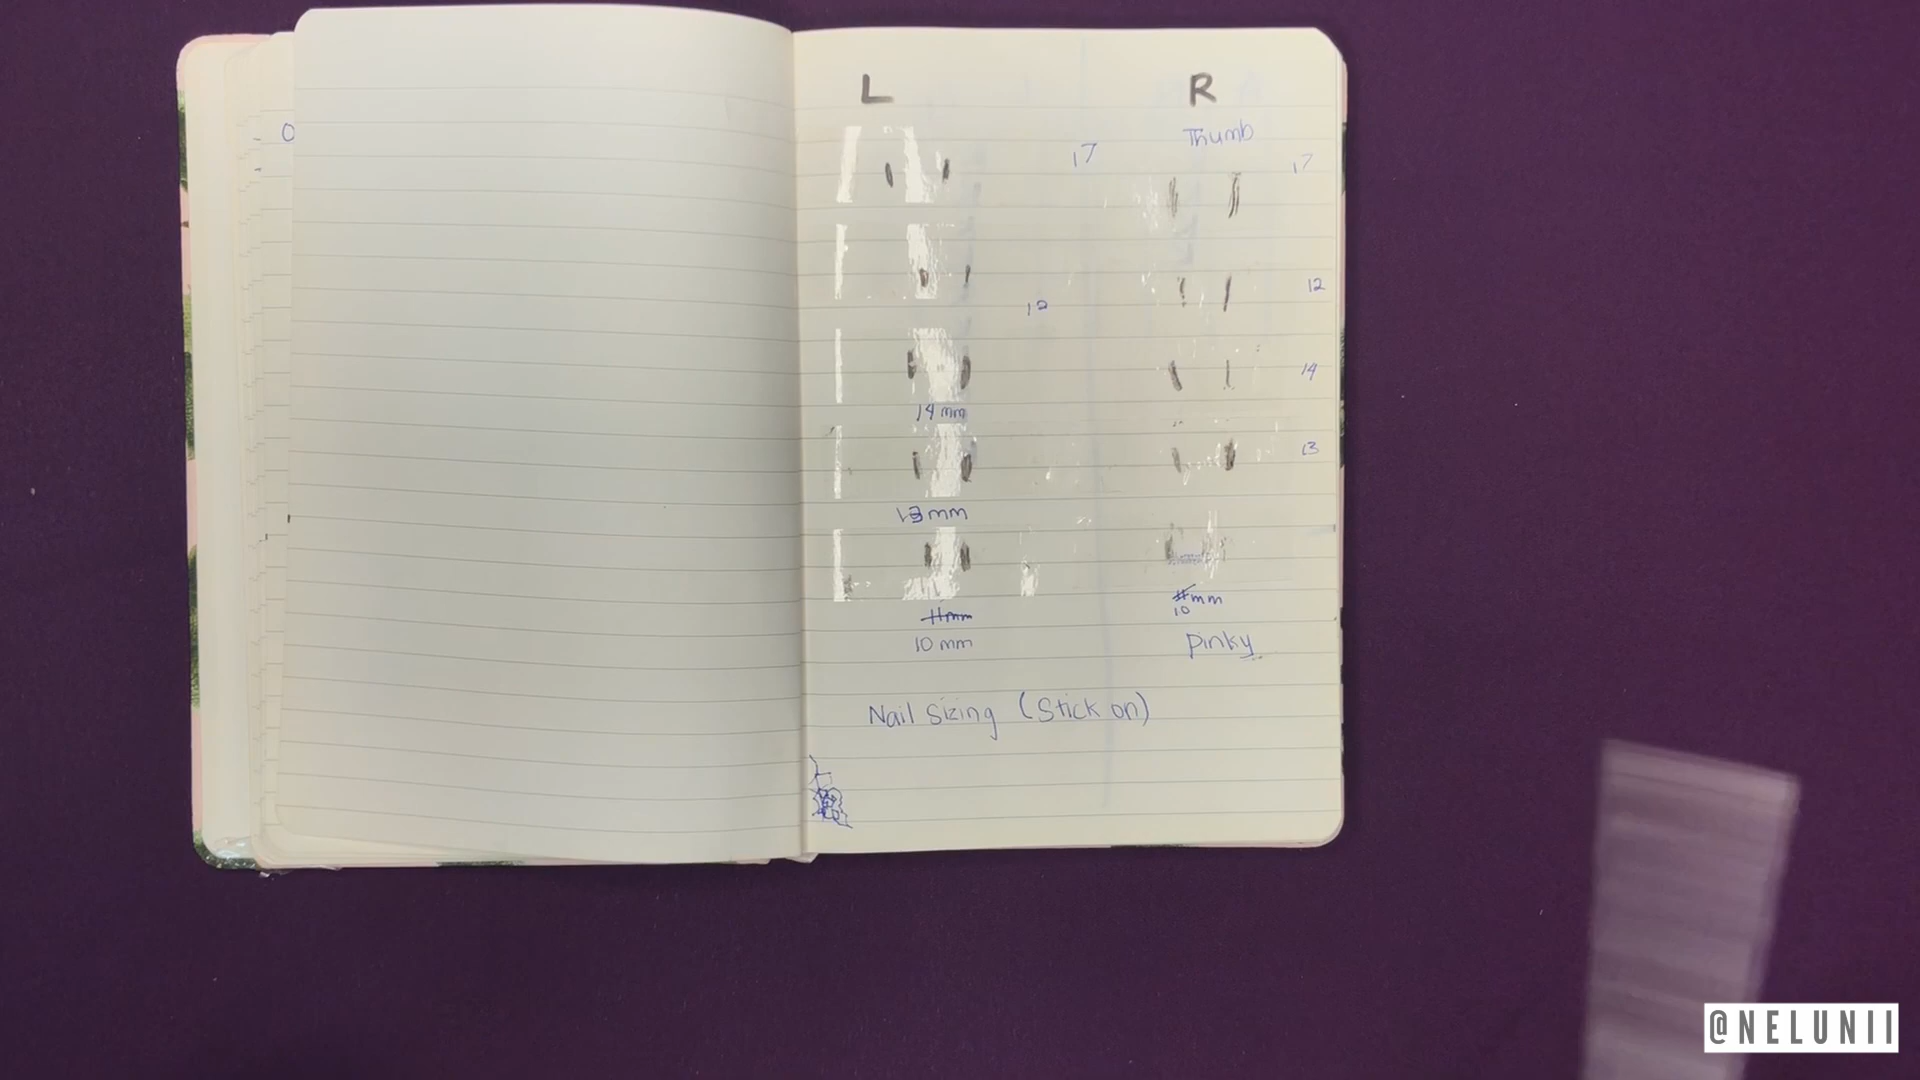 L R
Thumb
17 17
12
12
14
14 mm
13
13 mm
mm
10
10 mm
pinky
Nail Sizing (Stick on)
@NELUNII